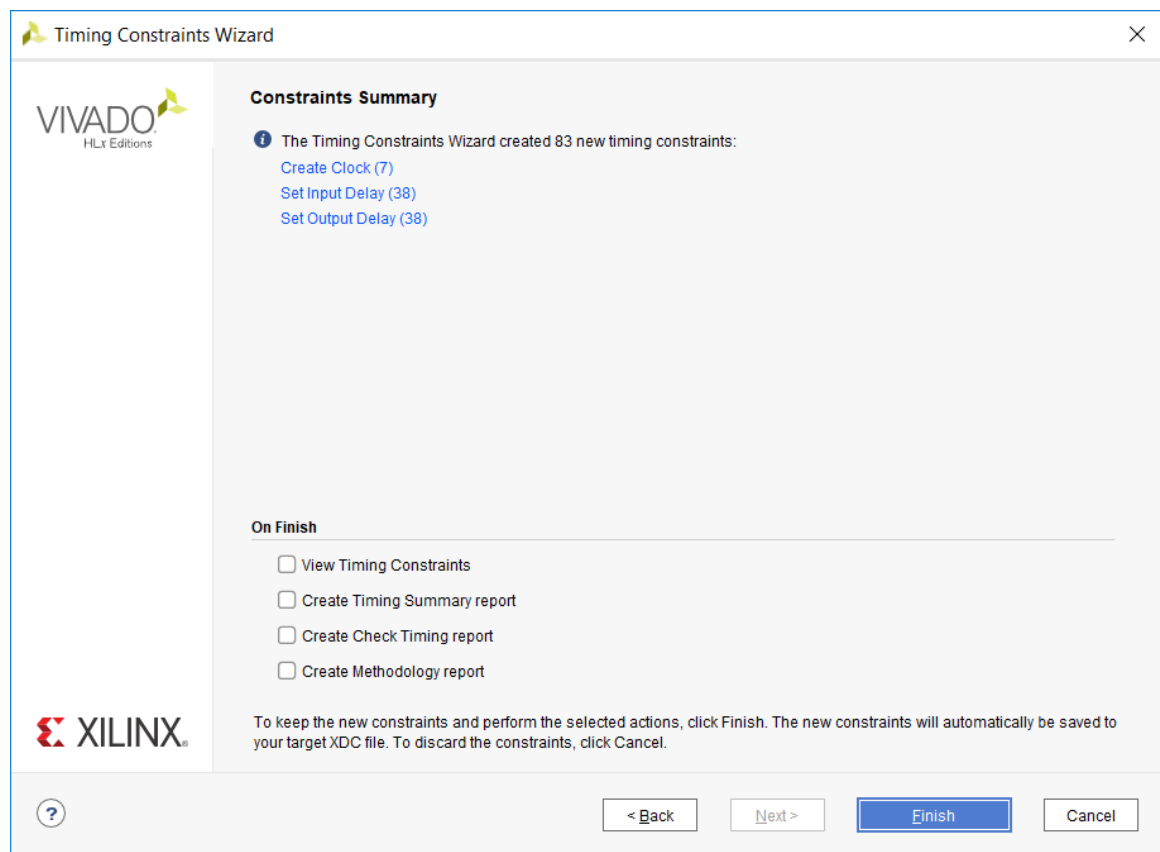 Timing Constraints Wizard
VIVADO.
HLx Editions
Constraints Summary
The Timing Constraints Wizard created 83 new timing constraints:
Create Clock (7)
Set Input Delay (38)
Set Output Delay (38)
On Finish
View Timing Constraints
Create Timing Summary report
Create Check Timing report
Create Methodology report
XILINX.
To keep the new constraints and perform the selected actions, click Finish. The new constraints will automatically be saved to
your target XDC file. To discard the constraints, click Cancel.
?
< Back
Next >
Finish
Cancel